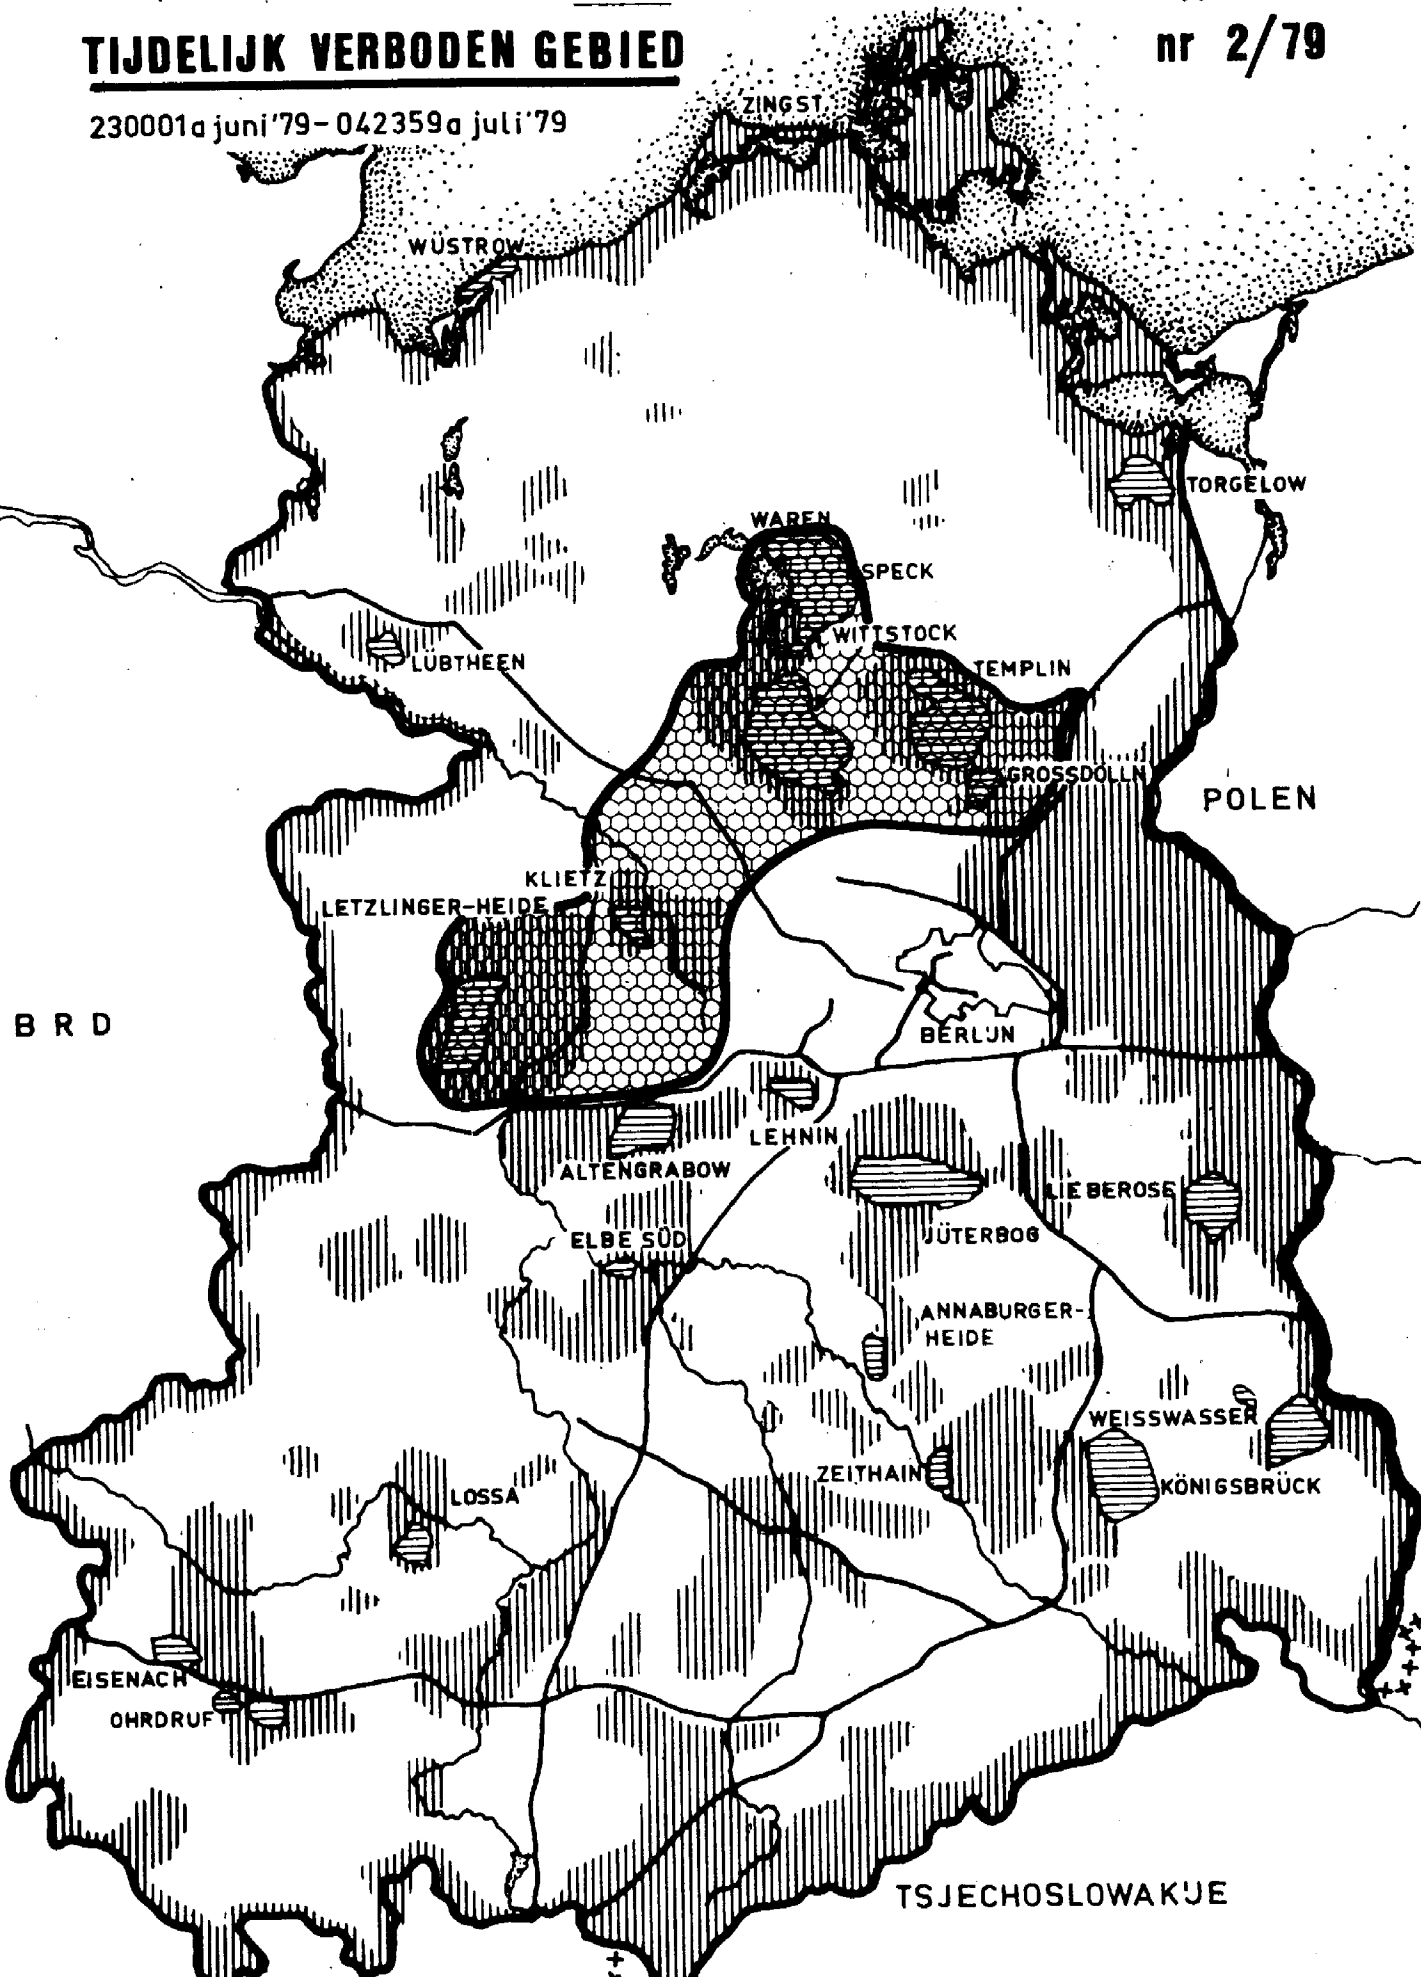 TIJDELIJK VERBODEN GEBIED
nr 2/79
230001a juni '79 - 042359a juli '79
ZINGST
WUSTROW
TORGELOW
WAREN
SPECK
WITTSTOCK
LÜBTHEEN
TEMPLIN
GROSSDÖLLN
POLEN
KLIETZ
LETZLINGER-HEIDE
BRD
BERLIJN
LEHNIN
ALTENGRABOW
LIEBEROSE
JÜTERBOG
ELBE SÜD
ANNABURGER-
HEIDE
WEISSWASSER
ZEITHAIN
KÖNIGSBRÜCK
LOSSA
EISENACH
OHRDRUF
TSJECHOSLOWAKIJE